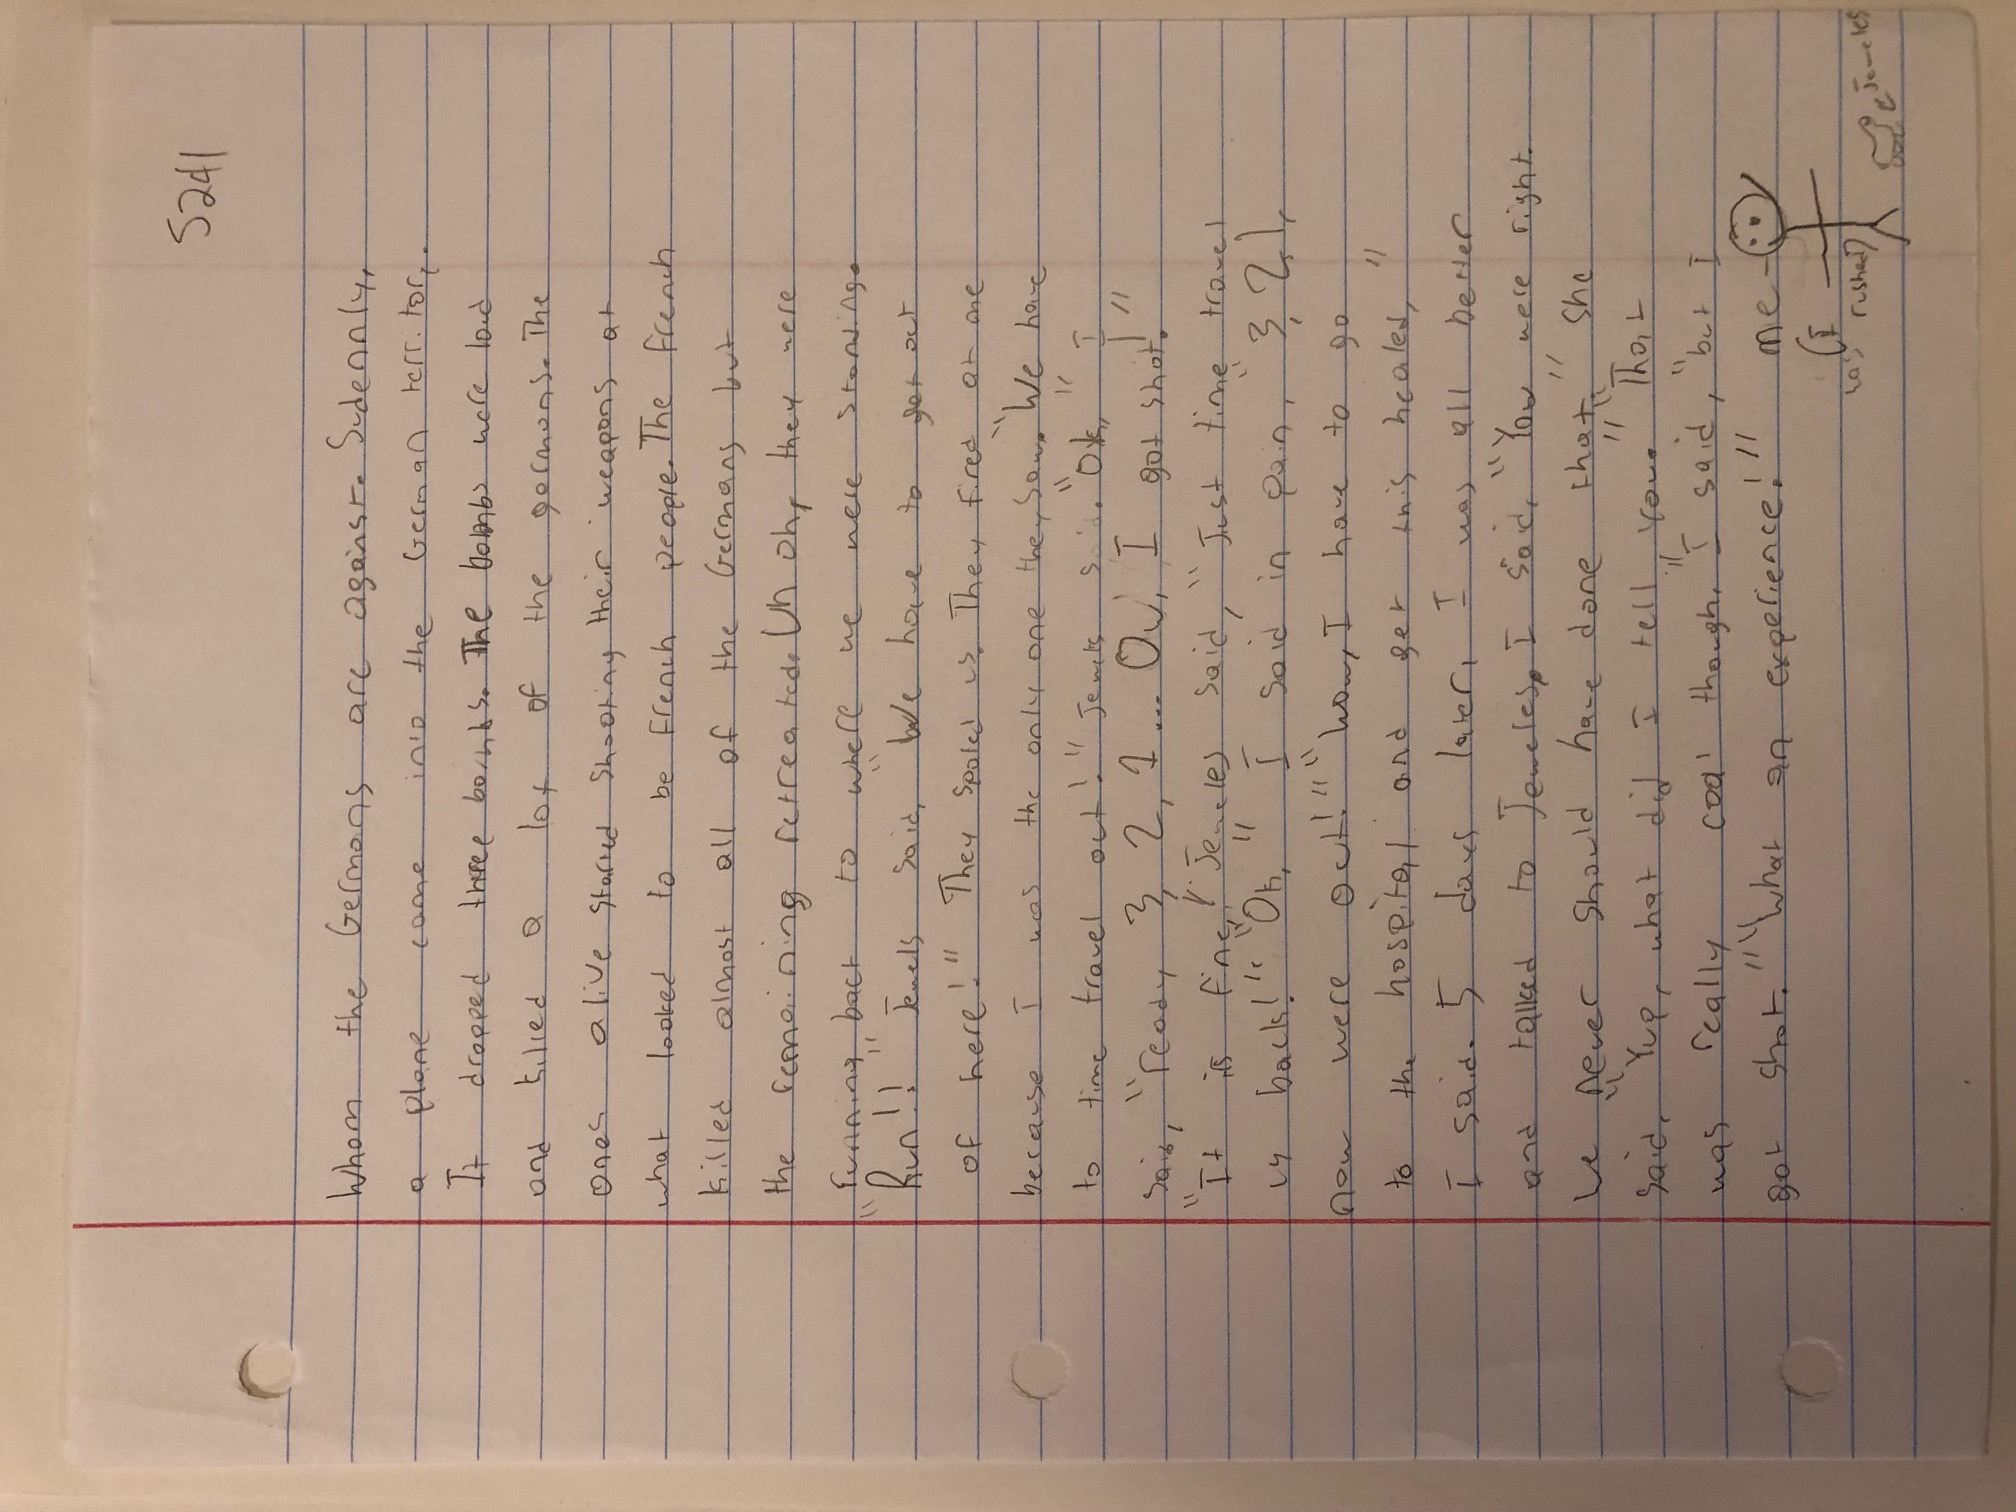 5241
Whom the Germans are against. Sudennly,
a plane came into the German territory.
It dropped three bombs. The bombs were loud
and killed a lot of the germans. The
ones alive started shooting their weapons at
what looked to be French people. The French
killed almost all of the Germans but
the remaining retreated. Uh oh, they were
running back to where we were standing.
"Run!!" Jewels said, "We have to get out
of here!" They spoted us. They fired at me
because I was the only one they saw. "We have
to time travel out!" Jewels said. "Ok," I
said, "ready 3, 2, 1... Ow, I got shot!"
"It is fine!" Jeweles said, "Just time travel
us back!" "Ok," I said in pain, "3, 2, 1,
now were out!" "wow, I have to go
to the hospital and get this healed,"
I said. 5 days later, I was all better
and talked to Jeweles. I said, "You were right.
We never should have done that." She
said, "Yup, what did I tell you." "That
was really cool though," I said, "but I
got shot." "What an experience!" me
(I
was rushed)
Jeweles